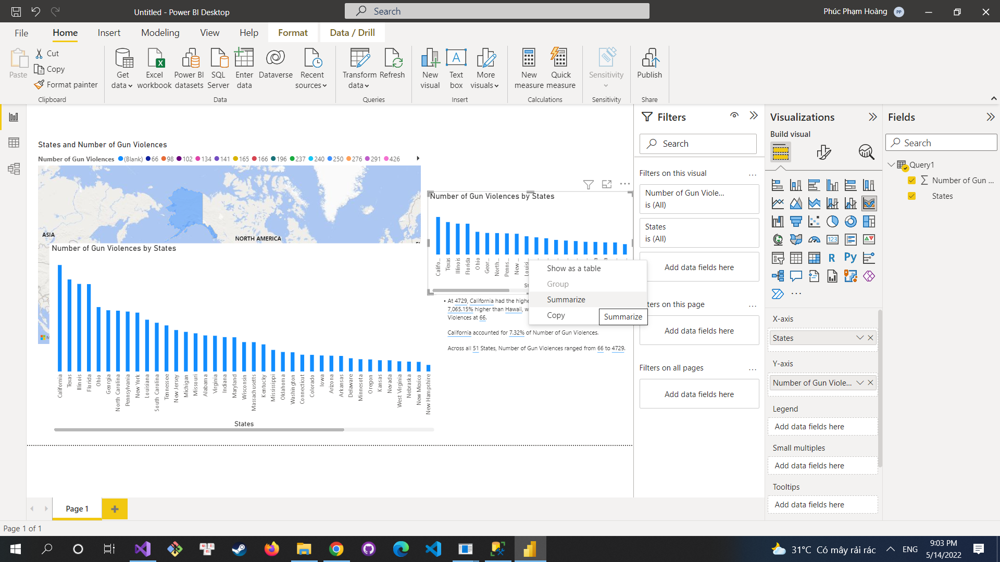 Untitled - Power BI Desktop
Search
Phúc Phạm Hoàng
PP
File
Home
Insert
Modeling
View
Help
Format
Data / Drill
Paste
Cut
Copy
Format painter
Clipboard
Get data
Excel workbook
Power BI datasets
SQL Server
Enter data
Dataverse
Recent sources
Data
Transform data
Refresh
Queries
New visual
Text box
More visuals
Insert
New measure
Quick measure
Calculations
Sensitivity
Sensitivity
Publish
Share
States and Number of Gun Violences
Number of Gun Violences (Blank) 66 98 102 134 141 165 166 196 237 240 250 276 291 426
ASIA
NORTH AMERICA
Number of Gun Violences by States
California
Texas
Illinois
Florida
Ohio
Georgia
North Carolina
Pennsylvania
New York
Louisiana
South Carolina
Tennessee
New Jersey
Michigan
Missouri
Alabama
Virginia
Indiana
Maryland
Wisconsin
Massachusetts
Kentucky
Mississippi
Oklahoma
Washington
Connecticut
Colorado
Iowa
Arizona
Arkansas
Delaware
Minnesota
Oregon
Kansas
Nevada
West Virginia
Nebraska
New Mexico
New Hampshire
States
Number of Gun Violences by States
Califo...
Texas
Illinois
Florida
Ohio
Geor...
North...
Penns...
New ...
Louisi...
St
Show as a table
Group
Summarize
Copy
Summarize
• At 4729, California had the highe
7,065.15% higher than Hawaii, w
Violences at 66.
California accounted for 7.32% of Number of Gun Violences.
Across all 51 States, Number of Gun Violences ranged from 66 to 4729.
Filters
Search
Filters on this visual
...
Number of Gun Viole...
is (All)
States
is (All)
Add data fields here
lters on this page
...
Add data fields here
Filters on all pages
...
Add data fields here
Visualizations
Build visual
123
R
Py
...
X-axis
States
Y-axis
Number of Gun Viole...
Legend
Add data fields here
Small multiples
Add data fields here
Tooltips
Add data fields here
Fields
Search
Query1
Number of Gun ...
States
Page 1
Page 1 of 1
31°C Có mây rải rác
ENG
9:03 PM
5/14/2022